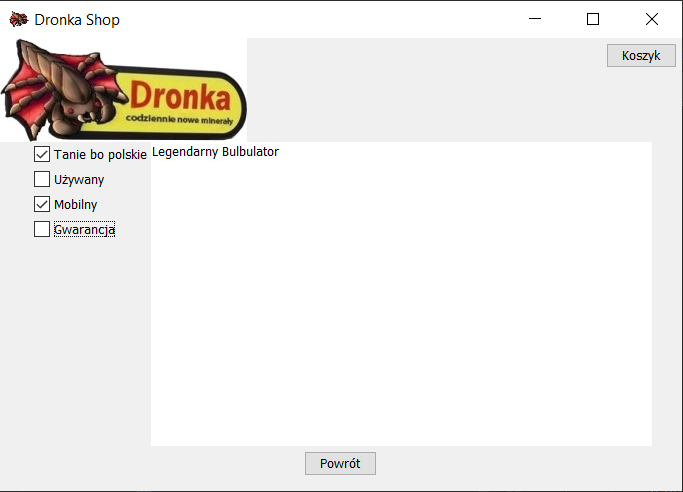 Dronka Shop
Koszyk
Dronka
codziennie nowe minerały
Tanie bo polskie
Legendarny Bulbulator
Używany
Mobilny
Gwarancja
Powrót